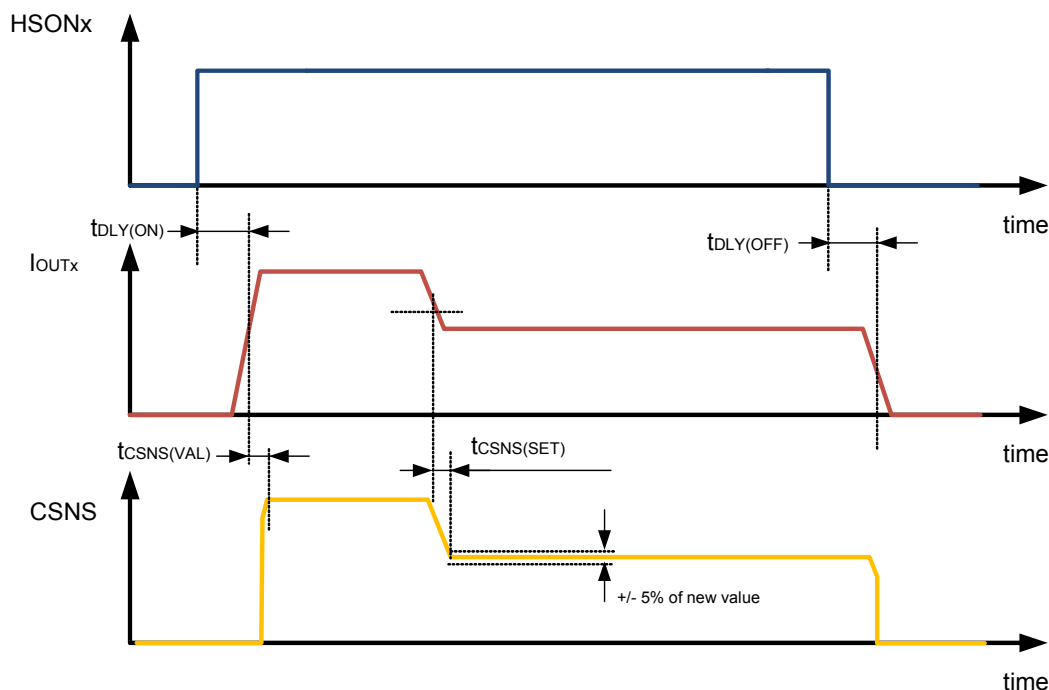 HSONx
time
tDLY(ON)
tDLY(OFF)
IOUTx
time
tCSNS(VAL)
tCSNS(SET)
CSNS
+/- 5% of new value
time